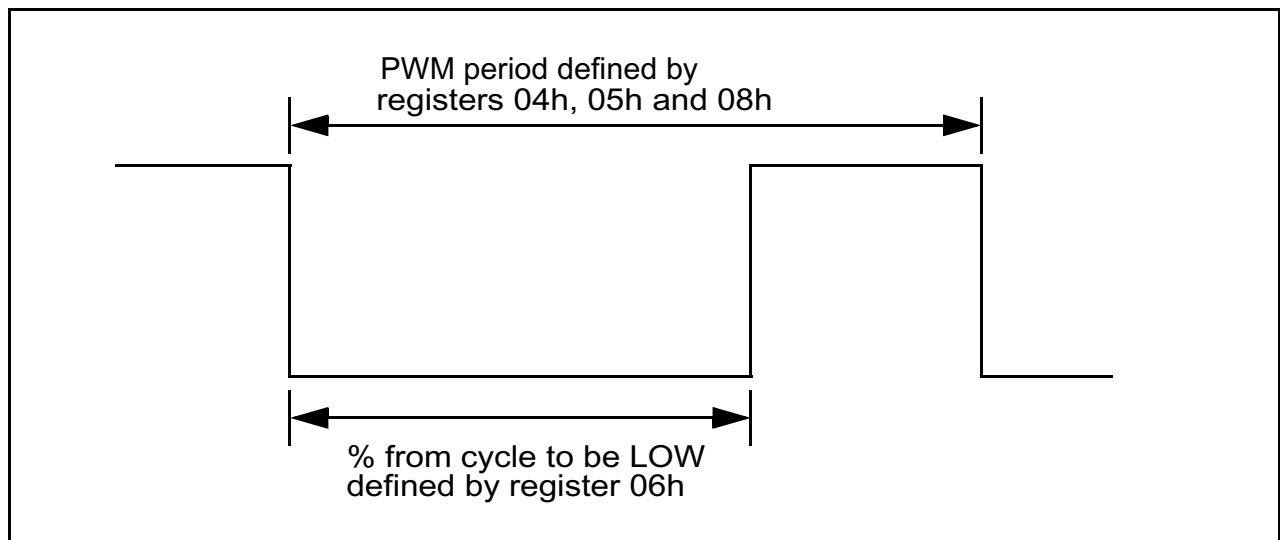 PWM period defined by
registers 04h, 05h and 08h
% from cycle to be LOW
defined by register 06h